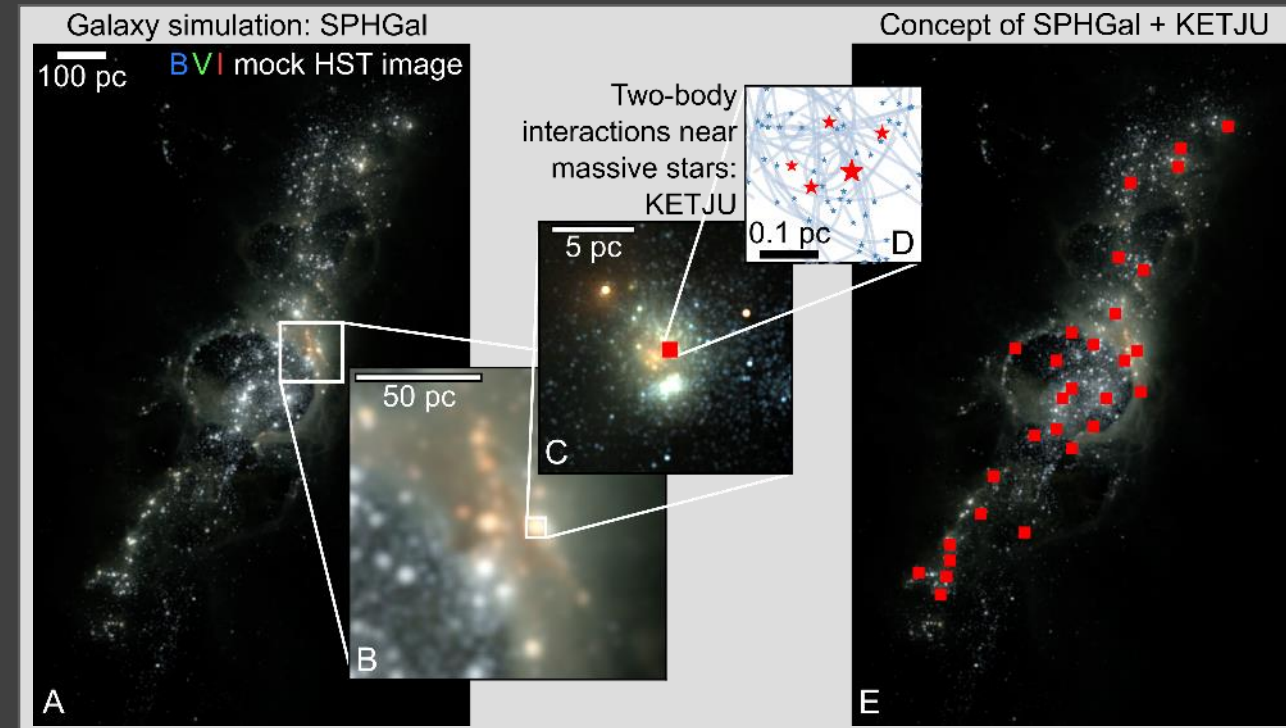 Galaxy simulation: SPHGal
Concept of SPHGal + KETJU
100 pc
BVI mock HST image
Two-body
interactions near
massive stars:
KETJU
0.1 pc
D
5 pc
C
50 pc
B
A
E